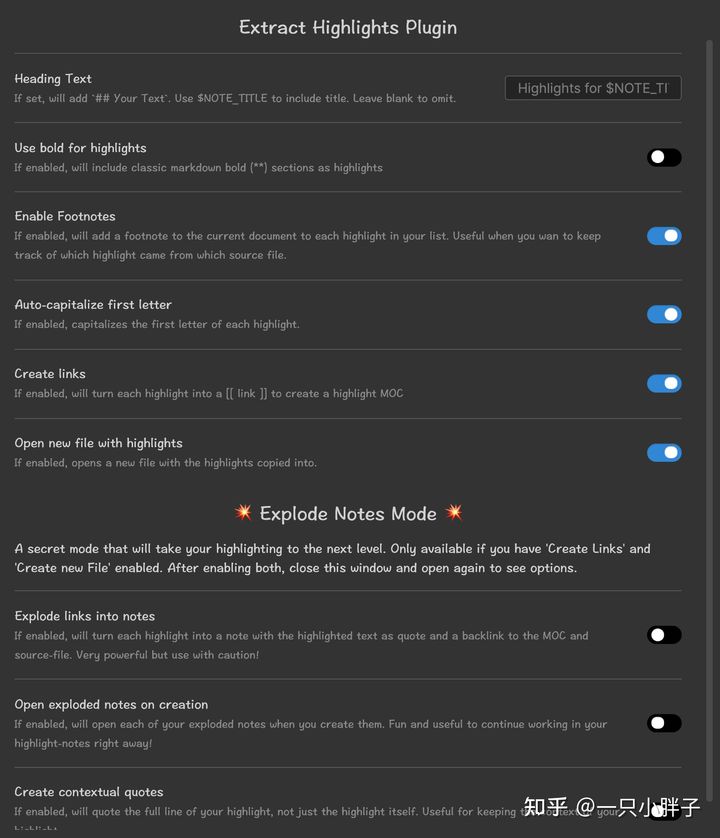 Extract Highlights Plugin
Heading Text
If set, will add `## Your Text`. Use $NOTE_TITLE to include title. Leave blank to omit.
Highlights for $NOTE_TI
Use bold for highlights
If enabled, will include classic markdown bold (**) sections as highlights
Enable Footnotes
If enabled, will add a footnote to the current document to each highlight in your list. Useful when you wan to keep
track of which highlight came from which source file.
Auto-capitalize first letter
If enabled, capitalizes the first letter of each highlight.
Create links
If enabled, will turn each highlight into a [[ link ]] to create a highlight MOC
Open new file with highlights
If enabled, opens a new file with the highlights copied into.
💥 Explode Notes Mode 💥
A secret mode that will take your highlighting to the next level. Only available if you have 'Create Links' and
'Create new File' enabled. After enabling both, close this window and open again to see options.
Explode links into notes
If enabled, will turn each highlight into a note with the highlighted text as quote and a backlink to the MOC and
source-file. Very powerful but use with caution!
Open exploded notes on creation
If enabled, will open each of your exploded notes when you create them. Fun and useful to continue working in your
highlight-notes right away!
Create contextual quotes
If enabled, will quote the full line of your highlight, not just the highlight itself. Useful for keeping your
知乎 @一只小胖子